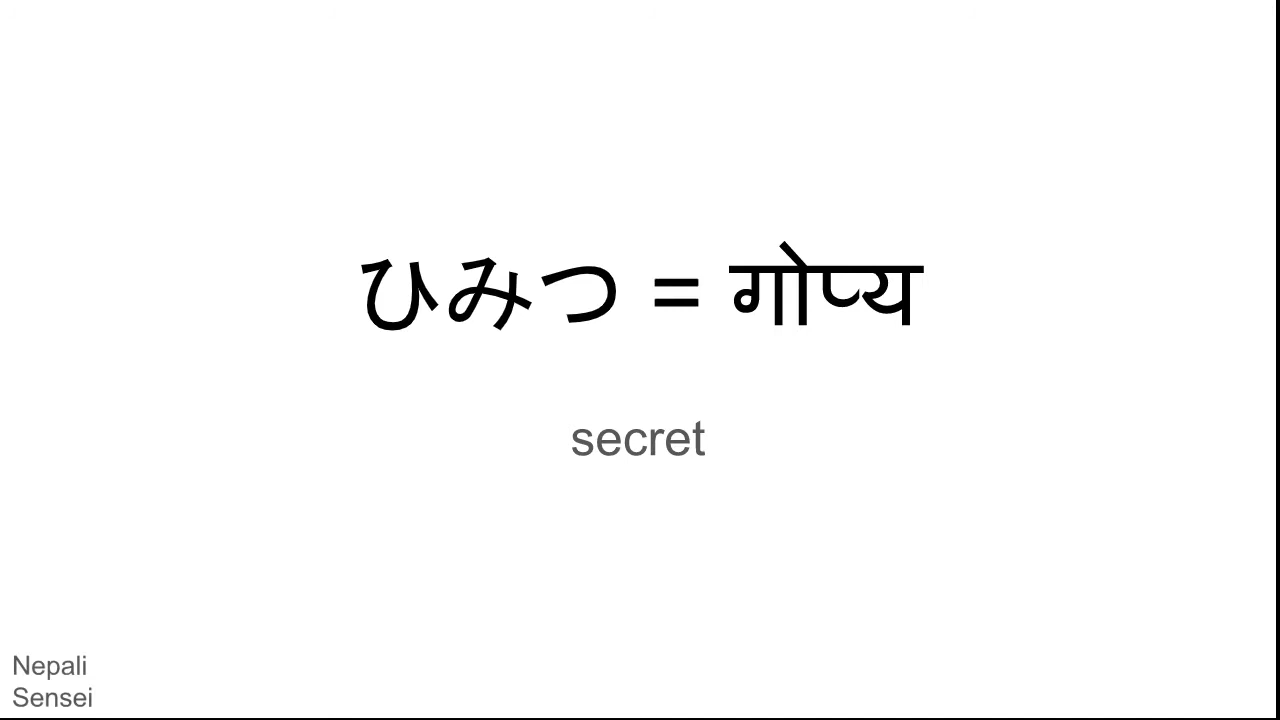 ひみつ = गोप्य
secret
Nepali
Sensei